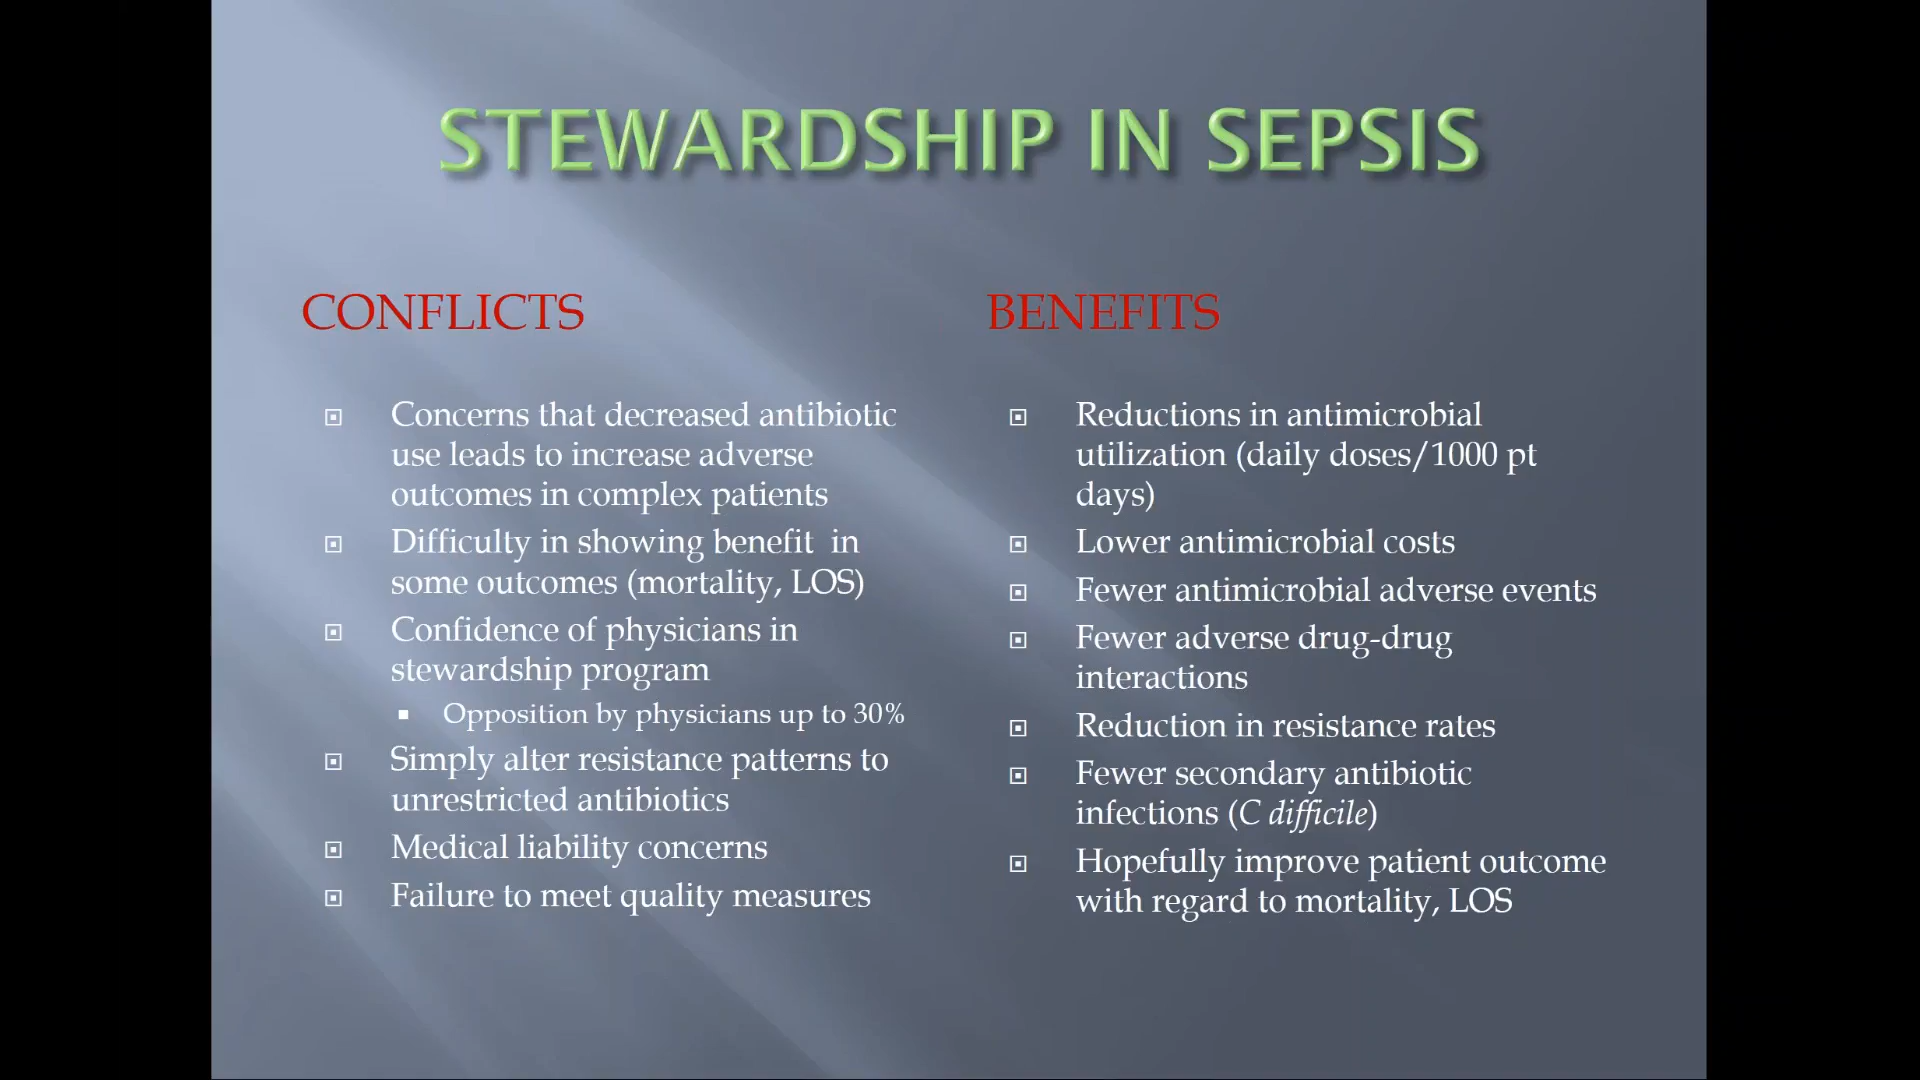 STEWARDSHIP IN SEPSIS
CONFLICTS
Concerns that decreased antibiotic
use leads to increase adverse
outcomes in complex patients
Difficulty in showing benefit  in
some outcomes (mortality, LOS)
Confidence of physicians in
stewardship program
Opposition by physicians up to 30%
Simply alter resistance patterns to
unrestricted antibiotics
Medical liability concerns
Failure to meet quality measures
BENEFITS
Reductions in antimicrobial
utilization (daily doses/1000 pt
days)
Lower antimicrobial costs
Fewer antimicrobial adverse events
Fewer adverse drug-drug
interactions
Reduction in resistance rates
Fewer secondary antibiotic
infections (C difficile)
Hopefully improve patient outcome
with regard to mortality, LOS